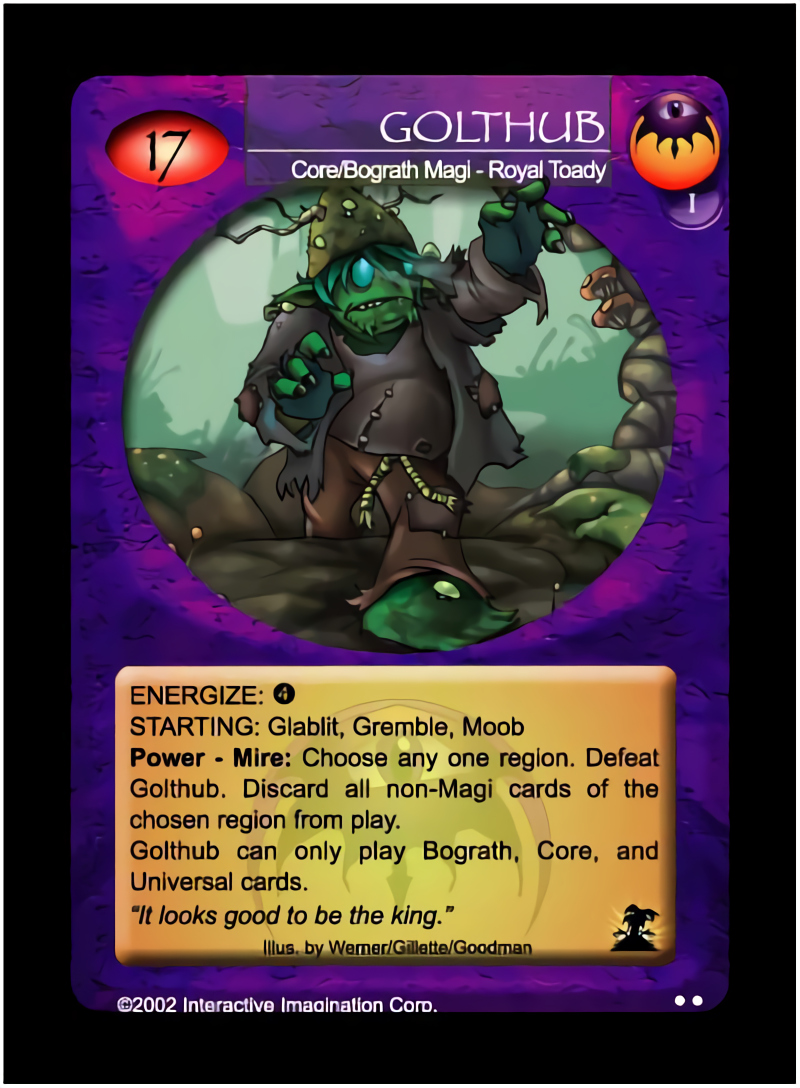 17
GOLTHUB
Core/Bograth Magi - Royal Toady
I
ENERGIZE: 4
STARTING: Glablit, Gremble, Moob
Power - Mire: Choose any one region. Defeat
Golthub. Discard all non-Magi cards of the
chosen region from play.
Golthub can only play Bograth, Core, and
Universal cards.
"It looks good to be the king."
Illus. by Werner/Gillette/Goodman
©2002 Interactive Imagination Corp.